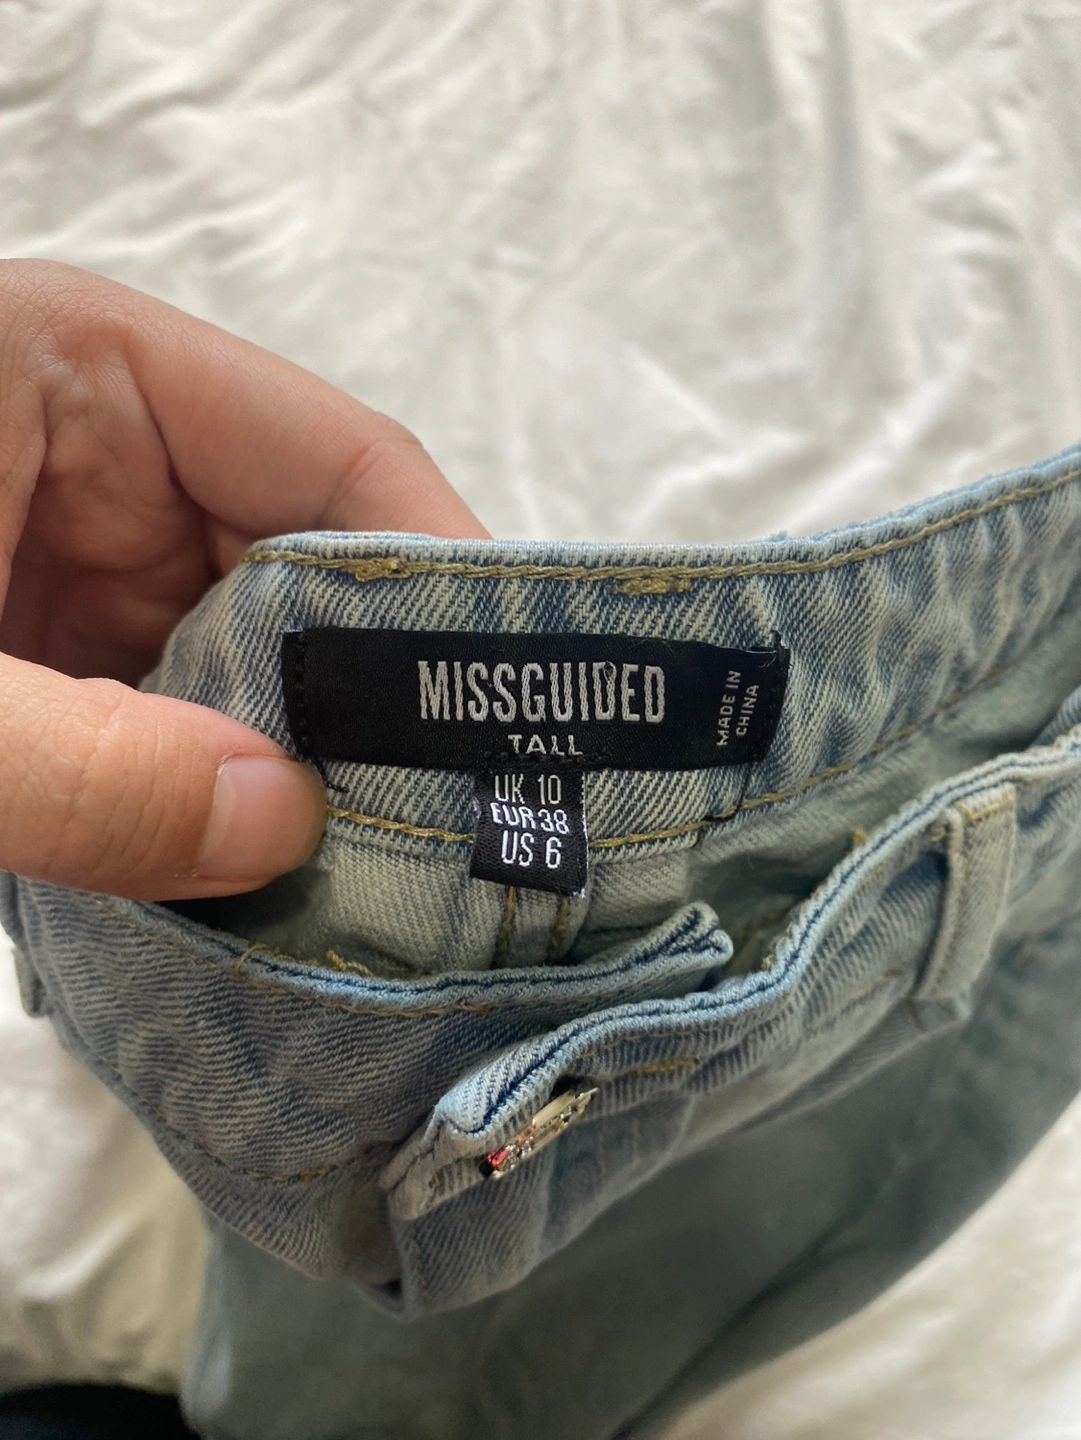 MISSGUIDED
TALL
MADE IN
CHINA
UK 10
EUR 38
US 6